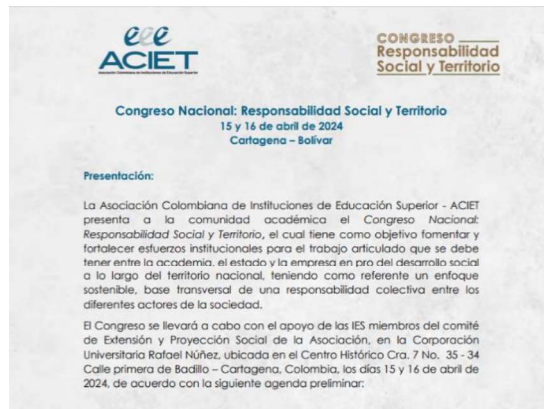 ACIET
Asociación Colombiana de Instituciones de Educación Superior
CONGRESO
Responsabilidad
Social y Territorio
Congreso Nacional: Responsabilidad Social y Territorio
15 y 16 de abril de 2024
Cartagena – Bolívar
Presentación:
La Asociación Colombiana de Instituciones de Educación Superior - ACIET
presenta a la comunidad académica el Congreso Nacional:
Responsabilidad Social y Territorio, el cual tiene como objetivo fomentar y
fortalecer esfuerzos institucionales para el trabajo articulado que se debe
tener entre la academia, el estado y la empresa en pro del desarrollo social
a lo largo del territorio nacional, teniendo como referente un enfoque
sostenible, base transversal de una responsabilidad colectiva entre los
diferentes actores de la sociedad.
El Congreso se llevará a cabo con el apoyo de las IES miembros del comité
de Extensión y Proyección Social de la Asociación, en la Corporación
Universitaria Rafael Núñez, ubicada en el Centro Histórico Cra. 7 No. 35 - 34
Calle primera de Badillo – Cartagena, Colombia, los días 15 y 16 de abril de
2024, de acuerdo con la siguiente agenda preliminar: